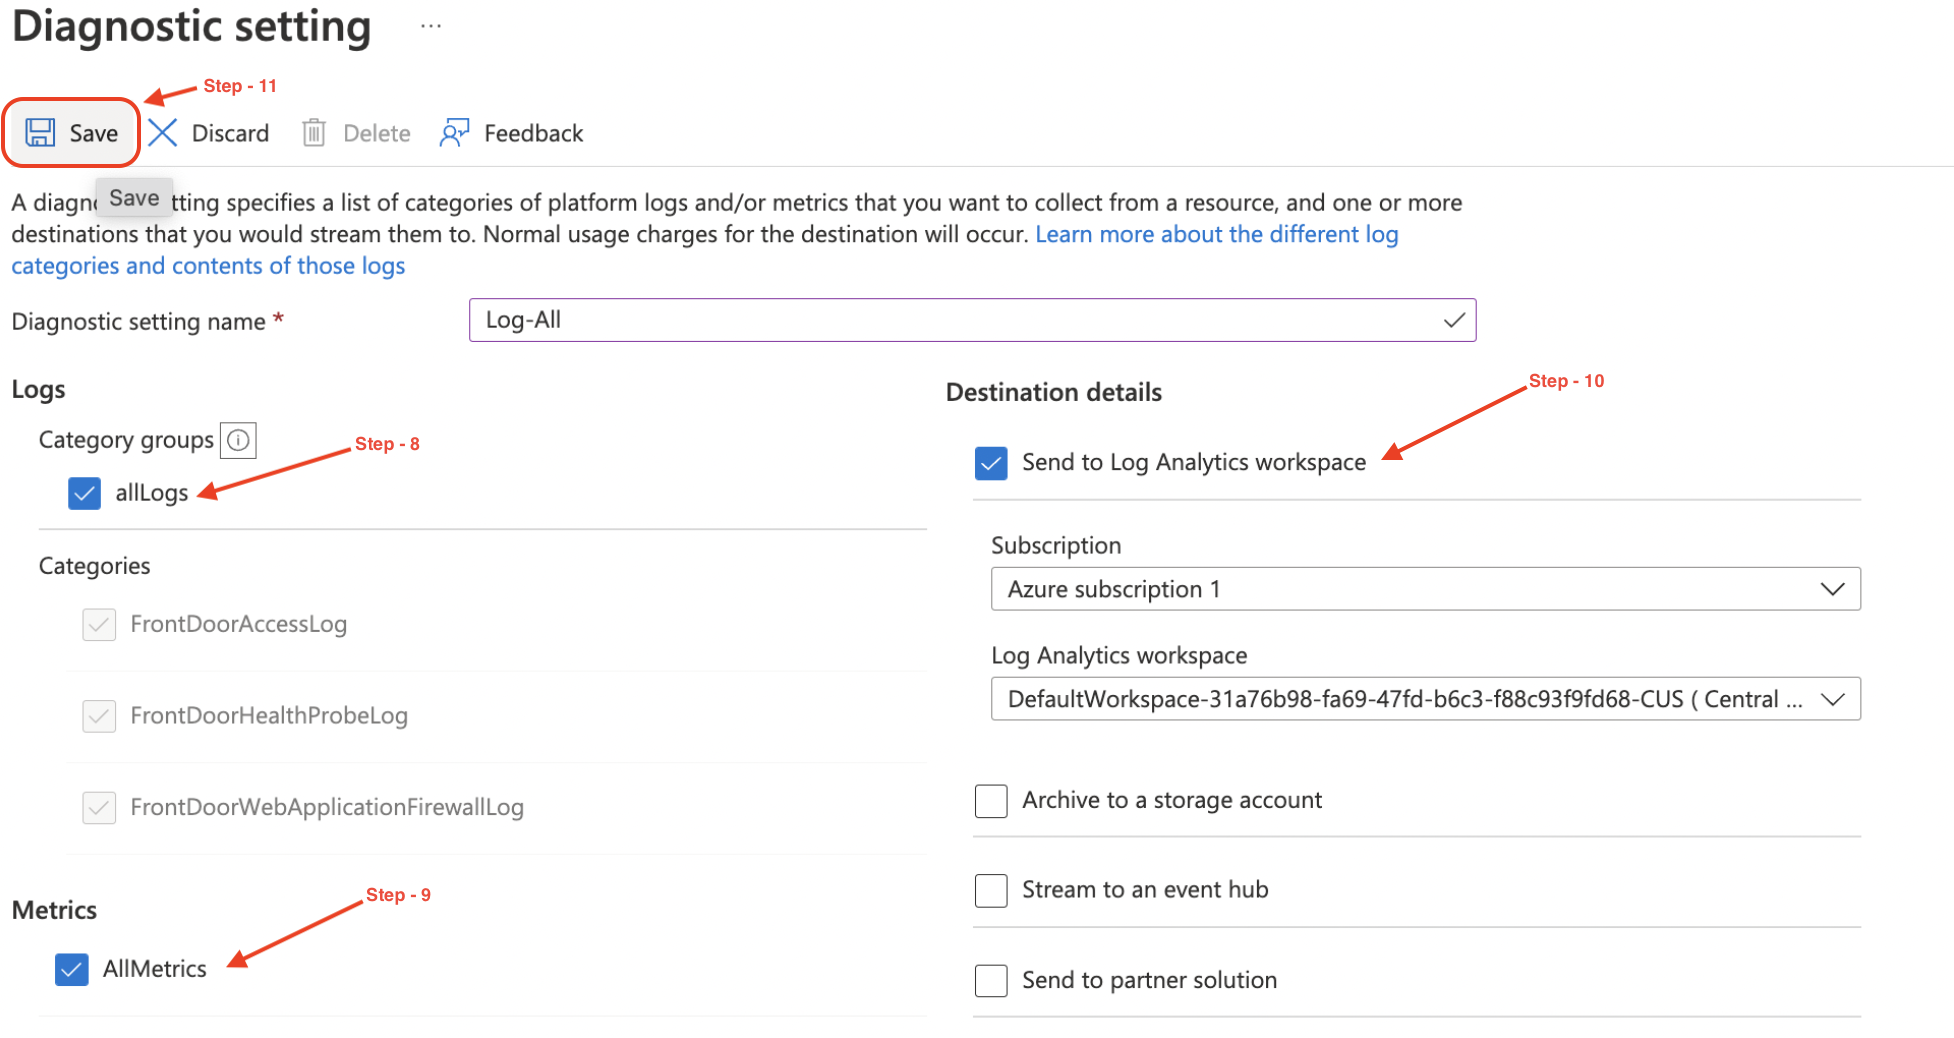 Diagnostic setting ...
Step - 11
Save Discard Delete Feedback
Save
A diagn tting specifies a list of categories of platform logs and/or metrics that you want to collect from a resource, and one or more
destinations that you would stream them to. Normal usage charges for the destination will occur. Learn more about the different log
categories and contents of those logs
Diagnostic setting name *
Log-All
Logs
Category groups
Step - 8
allLogs
Categories
FrontDoorAccessLog
FrontDoorHealthProbeLog
FrontDoorWebApplicationFirewallLog
Metrics
Step - 9
AllMetrics
Destination details
Step - 10
Send to Log Analytics workspace
Subscription
Azure subscription 1
Log Analytics workspace
DefaultWorkspace-31a76b98-fa69-47fd-b6c3-f88c93f9fd68-CUS ( Central ...
Archive to a storage account
Stream to an event hub
Send to partner solution